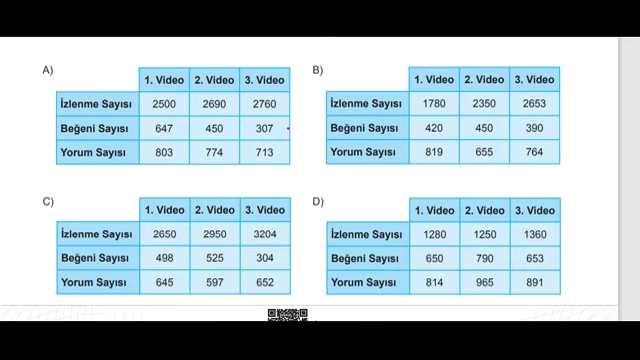 A)
1. Video 2. Video 3. Video
İzlenme Sayısı 2500 2690 2760
Beğeni Sayısı 647 450 307
Yorum Sayısı 803 774 713
B)
1. Video 2. Video 3. Video
İzlenme Sayısı 1780 2350 2653
Beğeni Sayısı 420 450 390
Yorum Sayısı 819 655 764
C)
1. Video 2. Video 3. Video
İzlenme Sayısı 2650 2950 3204
Beğeni Sayısı 498 525 304
Yorum Sayısı 645 597 652
D)
1. Video 2. Video 3. Video
İzlenme Sayısı 1280 1250 1360
Beğeni Sayısı 650 790 653
Yorum Sayısı 814 965 891